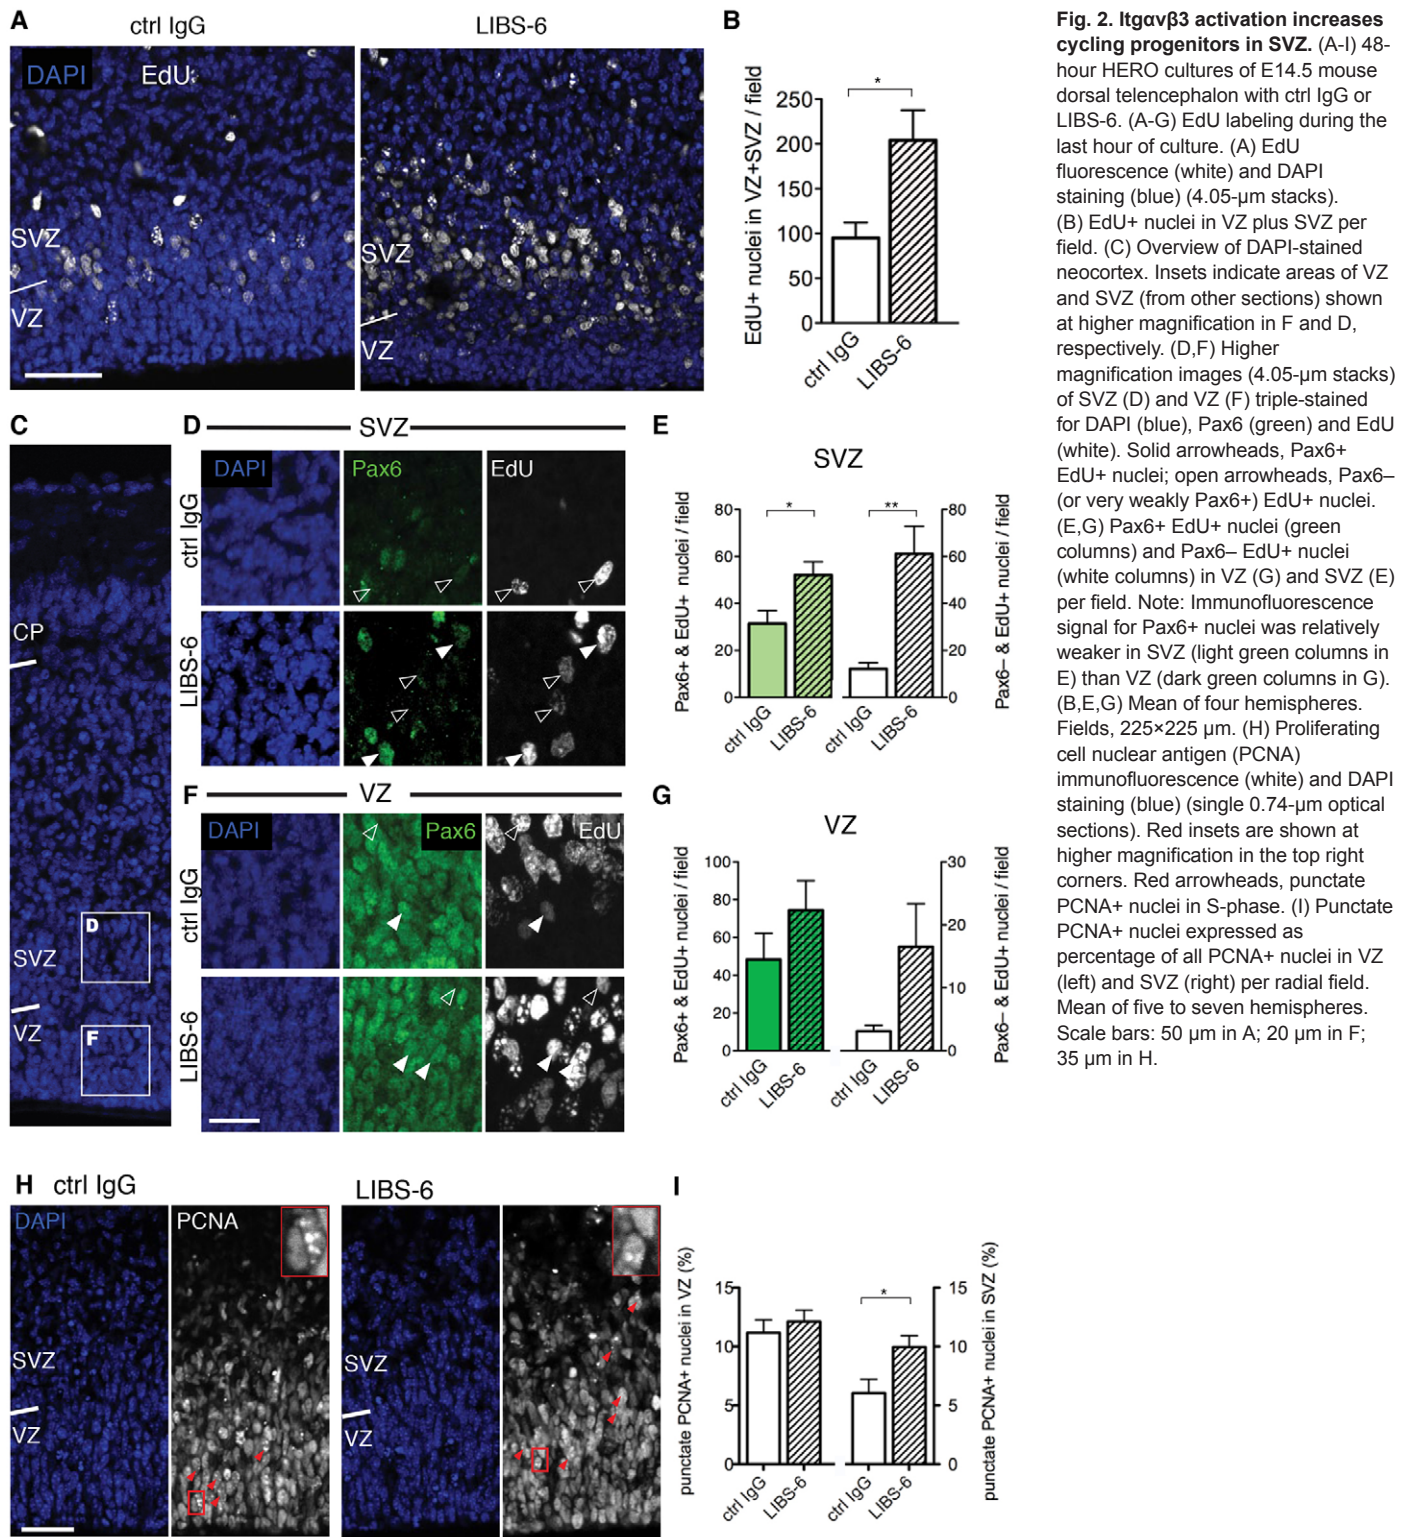 A
ctrl IgG
LIBS-6
DAPI
EdU
SVZ
VZ
SVZ
VZ
B
EdU+ nuclei in VZ+SVZ / field
250
200
150
100
50
0
*
ctrl IgG
LIBS-6
C
CP
SVZ
VZ
D
F
D
SVZ
DAPI
Pax6
EdU
ctrl IgG
LIBS-6
E
SVZ
Pax6+ & EdU+ nuclei / field
80
60
40
20
0
*
ctrl IgG
LIBS-6
**
80
60
40
20
0
Pax6– & EdU+ nuclei / field
ctrl IgG
LIBS-6
F
VZ
DAPI
Pax6
EdU
ctrl IgG
LIBS-6
G
VZ
Pax6+ & EdU+ nuclei / field
100
80
60
40
20
0
ctrl IgG
LIBS-6
30
20
10
0
Pax6– & EdU+ nuclei / field
ctrl IgG
LIBS-6
H
ctrl IgG
LIBS-6
DAPI
PCNA
SVZ
VZ
SVZ
VZ
I
punctate PCNA+ nuclei in VZ (%)
15
10
5
0
ctrl IgG
LIBS-6
*
15
10
5
0
punctate PCNA+ nuclei in SVZ (%)
ctrl IgG
LIBS-6
Fig. 2. Itgαvβ3 activation increases
cycling progenitors in SVZ. (A-I) 48-
hour HERO cultures of E14.5 mouse
dorsal telencephalon with ctrl IgG or
LIBS-6. (A-G) EdU labeling during the
last hour of culture. (A) EdU
fluorescence (white) and DAPI
staining (blue) (4.05-µm stacks).
(B) EdU+ nuclei in VZ plus SVZ per
field. (C) Overview of DAPI-stained
neocortex. Insets indicate areas of VZ
and SVZ (from other sections) shown
at higher magnification in F and D,
respectively. (D,F) Higher
magnification images (4.05-µm stacks)
of SVZ (D) and VZ (F) triple-stained
for DAPI (blue), Pax6 (green) and EdU
(white). Solid arrowheads, Pax6+
EdU+ nuclei; open arrowheads, Pax6–
(or very weakly Pax6+) EdU+ nuclei.
(E,G) Pax6+ EdU+ nuclei (green
columns) and Pax6– EdU+ nuclei
(white columns) in VZ (G) and SVZ (E)
per field. Note: Immunofluorescence
signal for Pax6+ nuclei was relatively
weaker in SVZ (light green columns in
E) than VZ (dark green columns in G).
(B,E,G) Mean of four hemispheres.
Fields, 225×225 µm. (H) Proliferating
cell nuclear antigen (PCNA)
immunofluorescence (white) and DAPI
staining (blue) (single 0.74-µm optical
sections). Red insets are shown at
higher magnification in the top right
corners. Red arrowheads, punctate
PCNA+ nuclei in S-phase. (I) Punctate
PCNA+ nuclei expressed as
percentage of all PCNA+ nuclei in VZ
(left) and SVZ (right) per radial field.
Mean of five to seven hemispheres.
Scale bars: 50 µm in A; 20 µm in F;
35 µm in H.